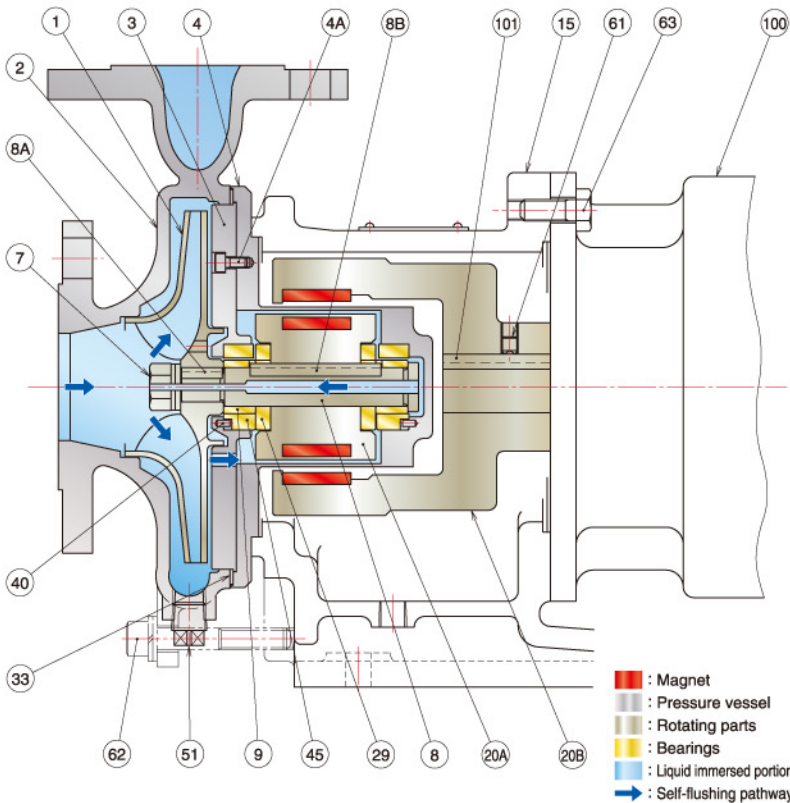 1
3
4
4A
8B
101
15
61
63
100
2
8A
7
40
33
62
51
9
45
29
8
20A
20B
: Magnet
: Pressure vessel
: Rotating parts
: Bearings
: Liquid immersed portion
: Self-flushing pathway